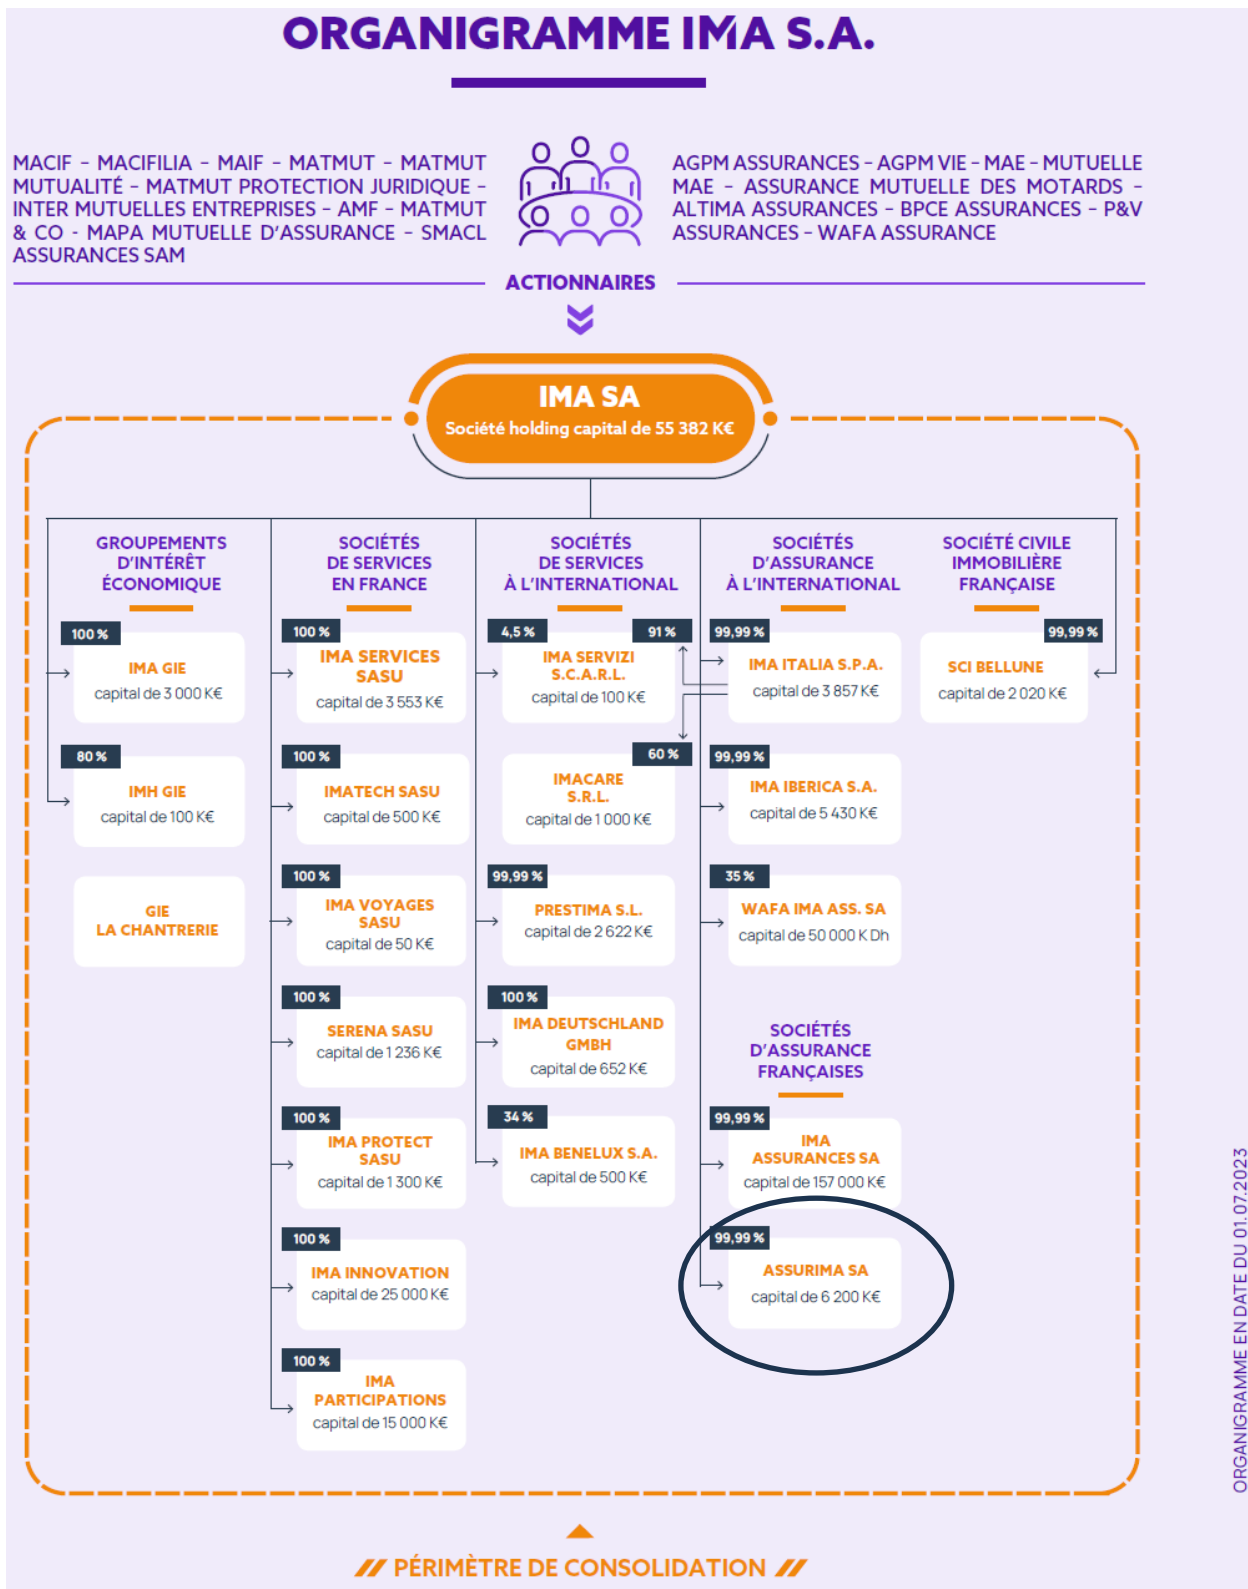 ORGANIGRAMME IMA S.A.
MACIF – MACIFILIA – MAIF – MATMUT – MATMUT
MUTUALITÉ – MATMUT PROTECTION JURIDIQUE –
INTER MUTUELLES ENTREPRISES – AMF – MATMUT
& CO - MAPA MUTUELLE D'ASSURANCE – SMACL
ASSURANCES SAM
AGPM ASSURANCES – AGPM VIE – MAE – MUTUELLE
MAE – ASSURANCE MUTUELLE DES MOTARDS –
ALTIMA ASSURANCES – BPCE ASSURANCES – P&V
ASSURANCES – WAFA ASSURANCE
ACTIONNAIRES
IMA SA
Société holding capital de 55 382 K€
GROUPEMENTS
D'INTÉRÊT
ÉCONOMIQUE
100 %
IMA GIE
capital de 3 000 K€
80 %
IMH GIE
capital de 100 K€
GIE
LA CHANTRERIE
SOCIÉTÉS
DE SERVICES
EN FRANCE
100 %
IMA SERVICES
SASU
capital de 3 553 K€
100 %
IMATECH SASU
capital de 500 K€
100 %
IMA VOYAGES
SASU
capital de 50 K€
100 %
SERENA SASU
capital de 1 236 K€
100 %
IMA PROTECT
SASU
capital de 1 300 K€
100 %
IMA INNOVATION
capital de 25 000 K€
100 %
IMA
PARTICIPATIONS
capital de 15 000 K€
SOCIÉTÉS
DE SERVICES
À L'INTERNATIONAL
4,5 %
91 %
IMA SERVIZI
S.C.A.R.L.
capital de 100 K€
60 %
IMACARE
S.R.L.
capital de 1 000 K€
99,99 %
PRESTIMA S.L.
capital de 2 622 K€
100 %
IMA DEUTSCHLAND
GMBH
capital de 652 K€
34 %
IMA BENELUX S.A.
capital de 500 K€
SOCIÉTÉS
D'ASSURANCE
À L'INTERNATIONAL
99,99 %
IMA ITALIA S.P.A.
capital de 3 857 K€
99,99 %
IMA IBERICA S.A.
capital de 5 430 K€
35 %
WAFA IMA ASS. SA
capital de 50 000 K Dh
SOCIÉTÉS
D'ASSURANCE
FRANÇAISES
99,99 %
IMA
ASSURANCES SA
capital de 157 000 K€
99,99 %
ASSURIMA SA
capital de 6 200 K€
SOCIÉTÉ CIVILE
IMMOBILIÈRE
FRANÇAISE
99,99 %
SCI BELLUNE
capital de 2 020 K€
ORGANIGRAMME EN DATE DU 01.07.2023
// PÉRIMÈTRE DE CONSOLIDATION //